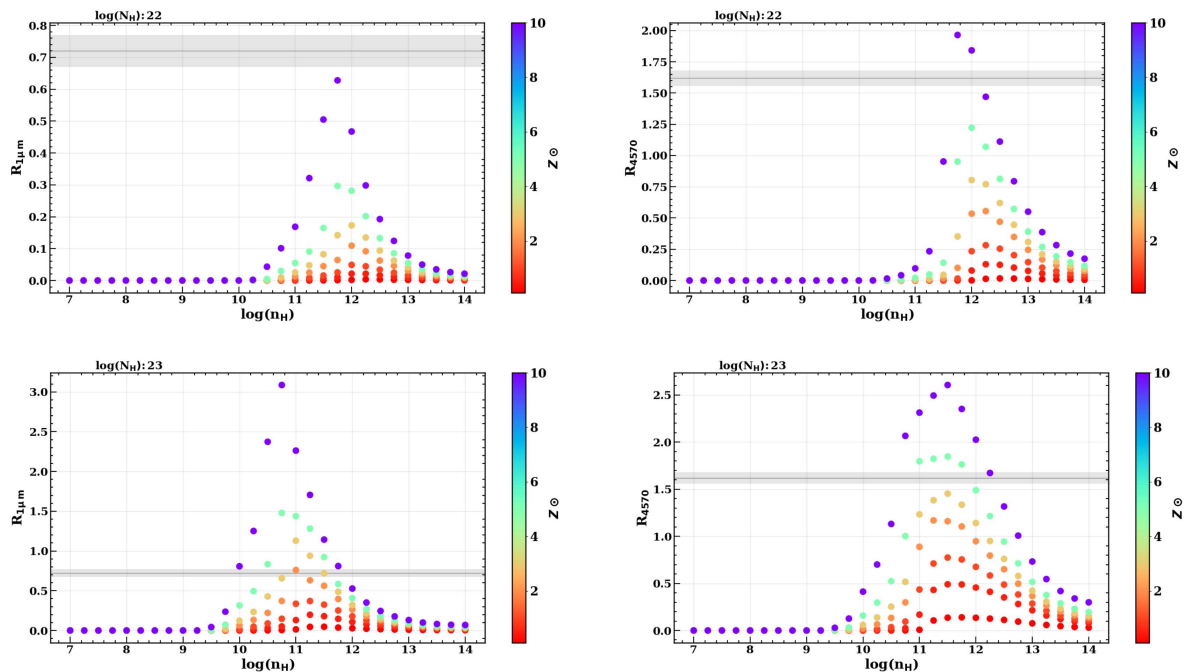 log(N_H): 22
R_1μm
0.8
0.7
0.6
0.5
0.4
0.3
0.2
0.1
0.0
7 8 9 10 11 12 13 14
log(n_H)
10
8
6
4
2
Z⊙
log(N_H): 22
R_4570
2.00
1.75
1.50
1.25
1.00
0.75
0.50
0.25
0.00
7 8 9 10 11 12 13 14
log(n_H)
10
8
6
4
2
Z⊙
log(N_H): 23
R_1μm
3.0
2.5
2.0
1.5
1.0
0.5
0.0
7 8 9 10 11 12 13 14
log(n_H)
10
8
6
4
2
Z⊙
log(N_H): 23
R_4570
2.5
2.0
1.5
1.0
0.5
0.0
7 8 9 10 11 12 13 14
log(n_H)
10
8
6
4
2
Z⊙